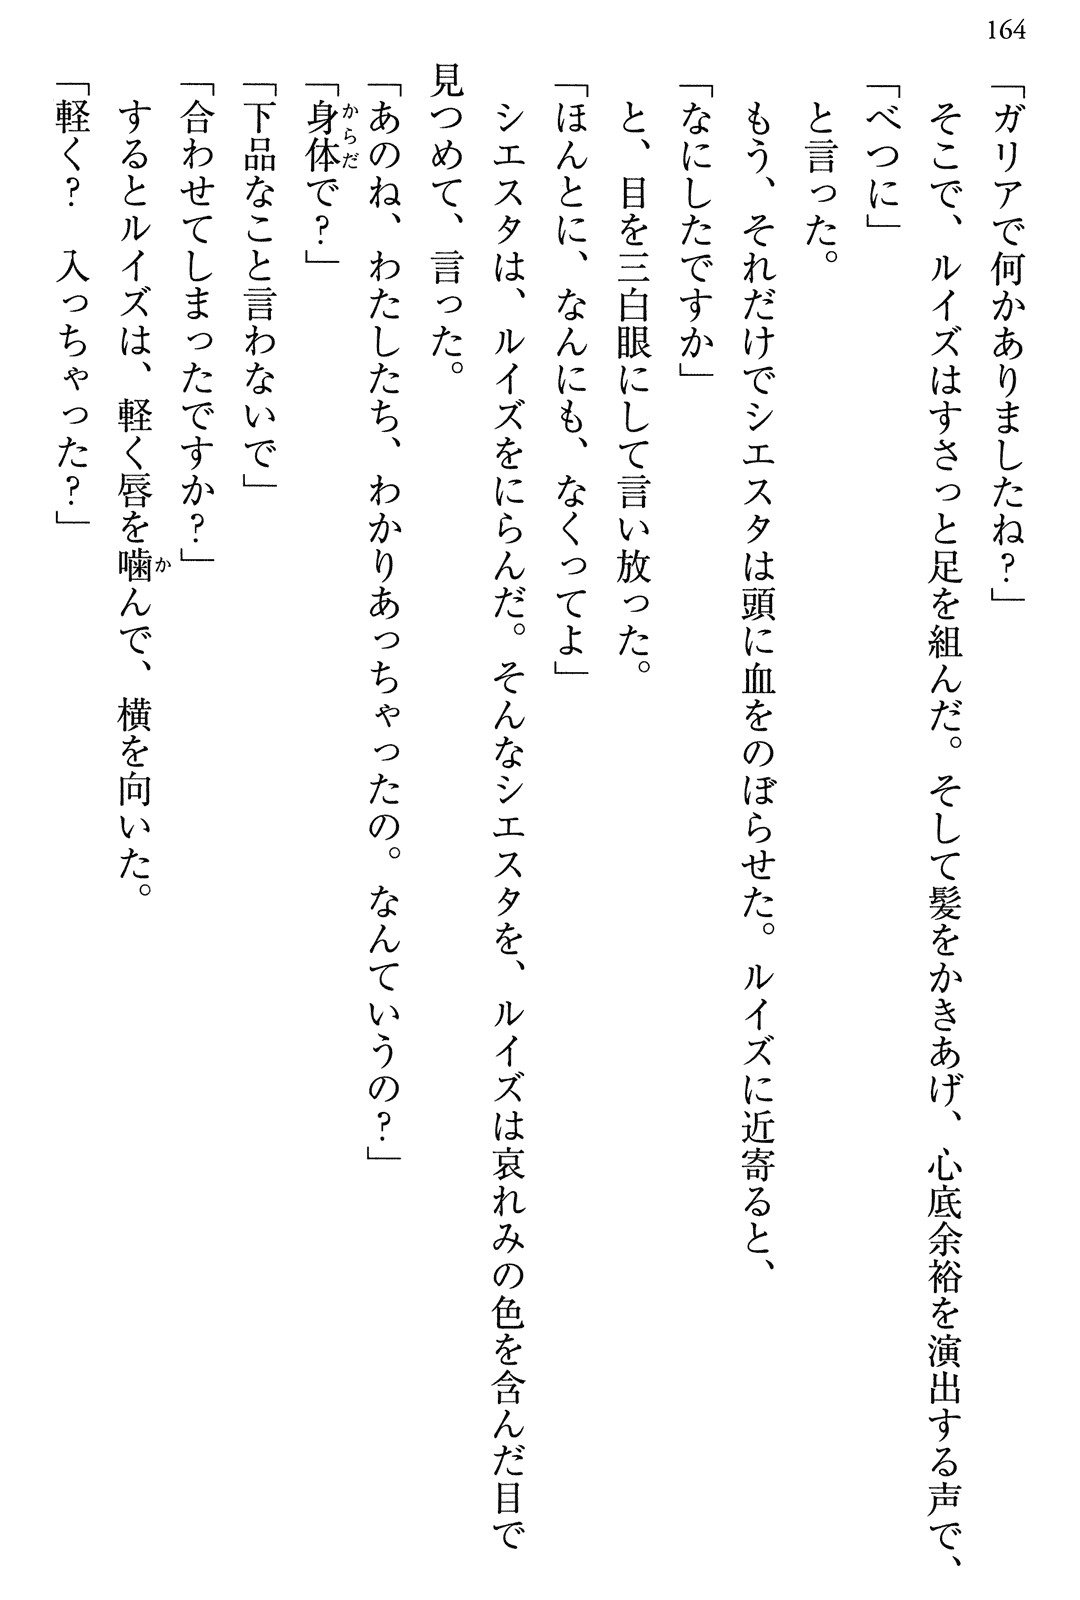 164
「ガリアで何かありましたね?」
そこで、ルイズはすさっと足を組んだ。そして髪をかきあげ、心底余裕を演出する声で、
「べつに」
と言った。
もう、それだけでシエスタは頭に血をのぼらせた。ルイズに近寄ると、
「なにしたですか」
と、目を三白眼にして言い放った。
「ほんとに、なんにも、なくってよ」
シエスタは、ルイズをにらんだ。そんなシエスタを、ルイズは哀れみの色を含んだ目で
見つめて、言った。
「あのね、わたしたち、わかりあっちゃったの。なんていうの?」
「身体で?」
からだ
「下品なこと言わないで」
「合わせてしまったですか?」
するとルイズは、軽く唇を噛んで、横を向いた。
か
「軽く? 入っちゃった?」